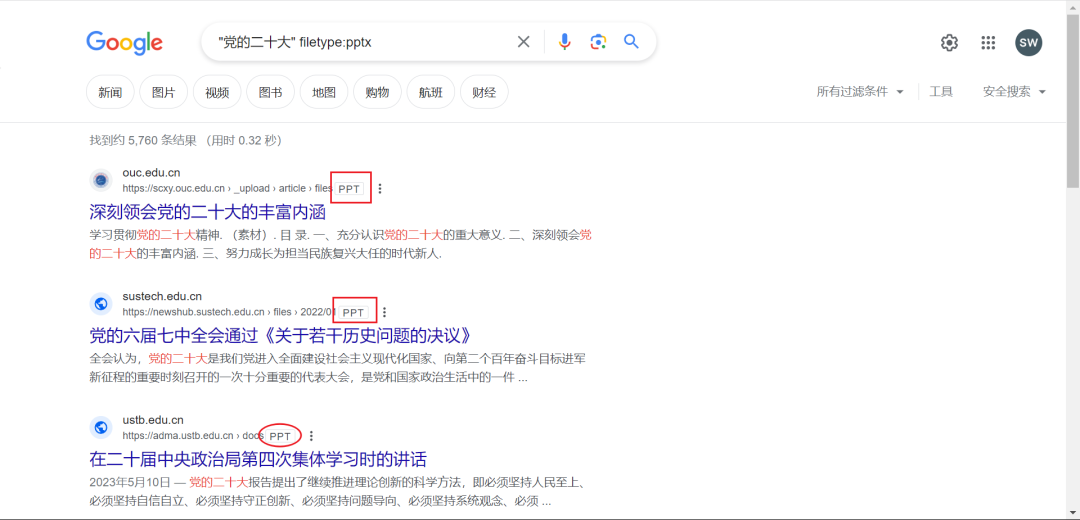 Google
"党的二十大" filetype:pptx
SW
新闻 图片 视频 图书 地图 购物 航班 财经 所有过滤条件 工具 安全搜索
找到约 5,760 条结果 （用时 0.32 秒）
ouc.edu.cn
https://scxy.ouc.edu.cn › _upload › article › files PPT
深刻领会党的二十大的丰富内涵
学习贯彻党的二十大精神. （素材）. 目 录. 一、充分认识党的二十大的重大意义. 二、深刻领会党
的二十大的丰富内涵. 三、努力成长为担当民族复兴大任的时代新人.
sustech.edu.cn
https://newshub.sustech.edu.cn › files › 2022/01 PPT
党的六届七中全会通过《关于若干历史问题的决议》
全会认为，党的二十大是我们党进入全面建设社会主义现代化国家、向第二个百年奋斗目标进军
新征程的重要时刻召开的一次十分重要的代表大会，是党和国家政治生活中的一件 ...
ustb.edu.cn
https://adma.ustb.edu.cn › docs PPT
在二十届中央政治局第四次集体学习时的讲话
2023年5月10日 — 党的二十大报告提出了继续推进理论创新的科学方法，即必须坚持人民至上、
必须坚持自信自立、必须坚持守正创新、必须坚持问题导向、必须坚持系统观念、必须 ...